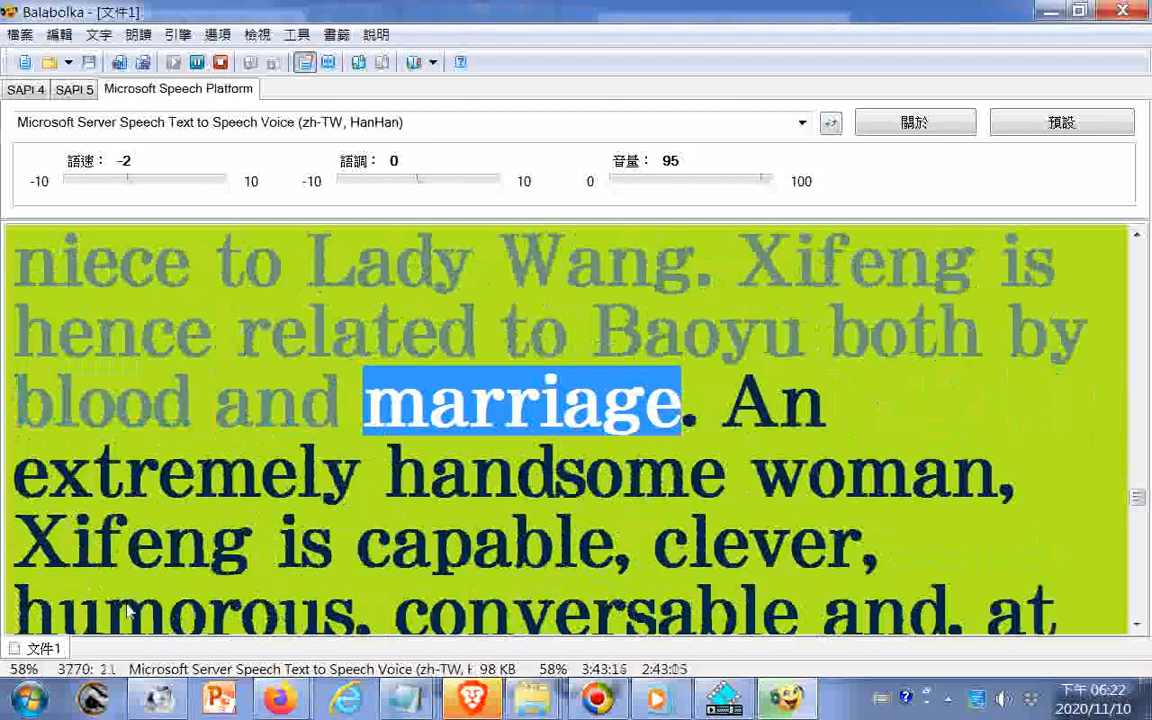 Balabolka - [文件1]
檔案 編輯 文字 朗讀 引擎 選項 檢視 工具 書籤 說明
SAPI 4 SAPI 5 Microsoft Speech Platform
Microsoft Server Speech Text to Speech Voice (zh-TW, HanHan) 關於 預設
語速： -2 語調： 0 音量： 95
-10 10 -10 10 0 100
niece to Lady Wang. Xifeng is
hence related to Baoyu both by
blood and marriage. An
extremely handsome woman,
Xifeng is capable, clever,
humorous, conversable and, at
文件1
58% 3770: 21 Microsoft Server Speech Text to Speech Voice (zh-TW, 98 KB 58% 3:43:16 2:43:05
下午 06:22
2020/11/10